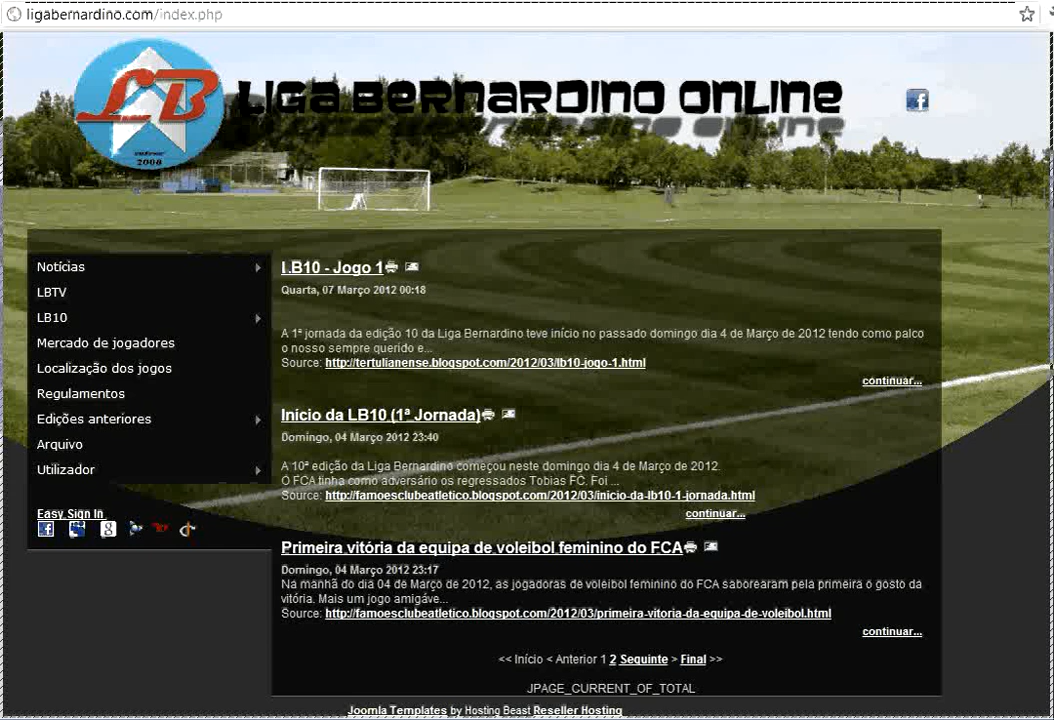 ligabernardino.com/index.php
LB
2008
LIGA BERNARDINO ONLINE
Notícias
LBTV
LB10
Mercado de jogadores
Localização dos jogos
Regulamentos
Edições anteriores
Arquivo
Utilizador
Easy Sign In
LB10 - Jogo 1
Quarta, 07 Março 2012 00:18
A 1ª jornada da edição 10 da Liga Bernardino teve início no passado domingo dia 4 de Março de 2012 tendo como palco
o nosso sempre querido e...
Source: http://tertulianense.blogspot.com/2012/03/lb10-jogo-1.html
continuar...
Início da LB10 (1ª Jornada)
Domingo, 04 Março 2012 23:40
A 10ª edição da Liga Bernardino começou neste domingo dia 4 de Março de 2012.
O FCA tinha como adversário os regressados Tobias FC. Foi ...
Source: http://famoesclubeatletico.blogspot.com/2012/03/inicio-da-lb10-1-jornada.html
continuar...
Primeira vitória da equipa de voleibol feminino do FCA
Domingo, 04 Março 2012 23:17
Na manhã do dia 04 de Março de 2012, as jogadoras de voleibol feminino do FCA saborearam pela primeira o gosto da
vitória. Mais um jogo amigáve...
Source: http://famoesclubeatletico.blogspot.com/2012/03/primeira-vitoria-da-equipa-de-voleibol.html
continuar...
<< Início < Anterior 1 2 Seguinte > Final >>
JPAGE_CURRENT_OF_TOTAL
Joomla Templates by Hosting Beast Reseller Hosting